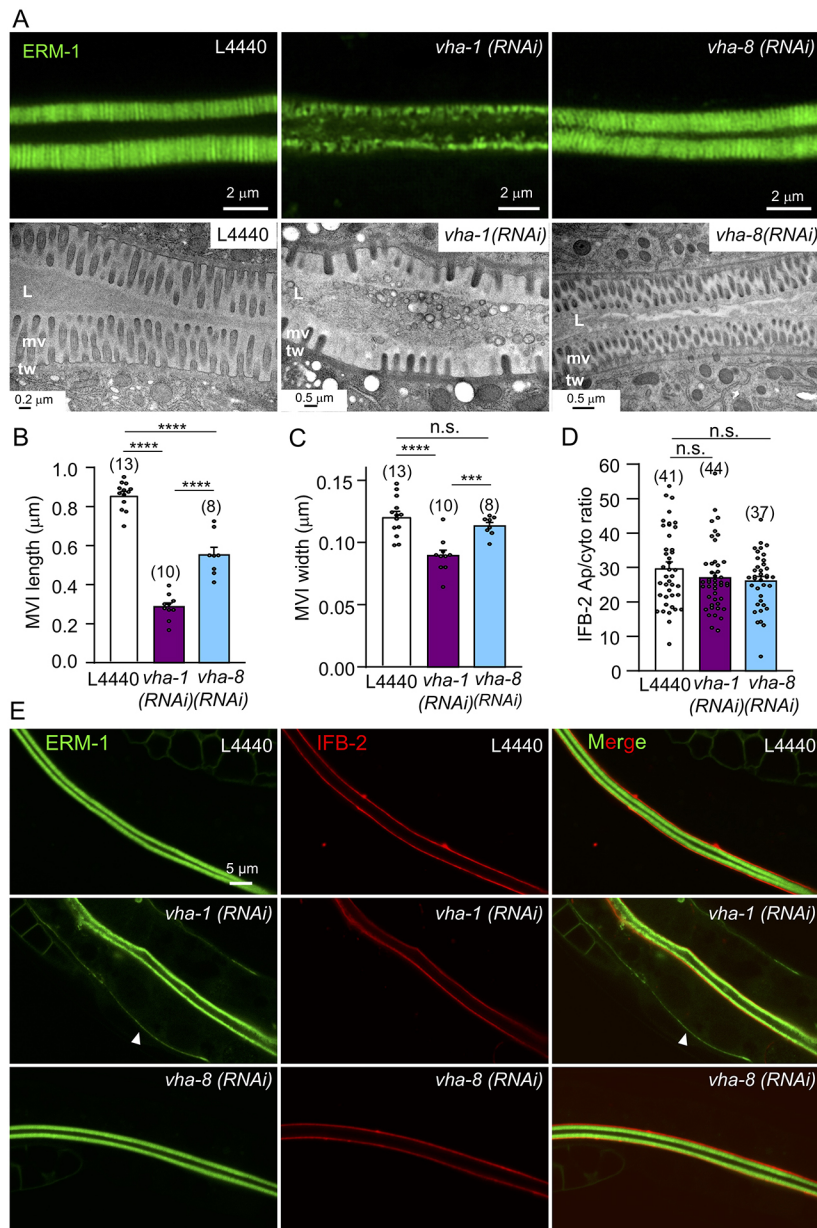 A
ERM-1 L4440 vha-1 (RNAi) vha-8 (RNAi)
2 µm 2 µm 2 µm
L4440 vha-1(RNAi) vha-8(RNAi)
L L L
mv mv mv
tw tw tw
0.2 µm 0.5 µm 0.5 µm
B
****
**** ****
(13) (10) (8)
MVI length (µm)
1.0
0.8
0.6
0.4
0.2
0.0
L4440 vha-1 vha-8
(RNAi)(RNAi)
C
n.s.
**** ***
(13) (10) (8)
MVI width (µm)
0.15
0.10
0.05
0.00
L4440 vha-1 vha-8
(RNAi) (RNAi)
D
n.s.
n.s.
(41) (44) (37)
IFB-2 Ap/cyto ratio
60
50
40
30
20
10
0
L4440 vha-1 vha-8
(RNAi)(RNAi)
E
ERM-1 L4440 IFB-2 L4440 Merge L4440
5 µm
vha-1 (RNAi) vha-1 (RNAi) vha-1 (RNAi)
vha-8 (RNAi) vha-8 (RNAi) vha-8 (RNAi)